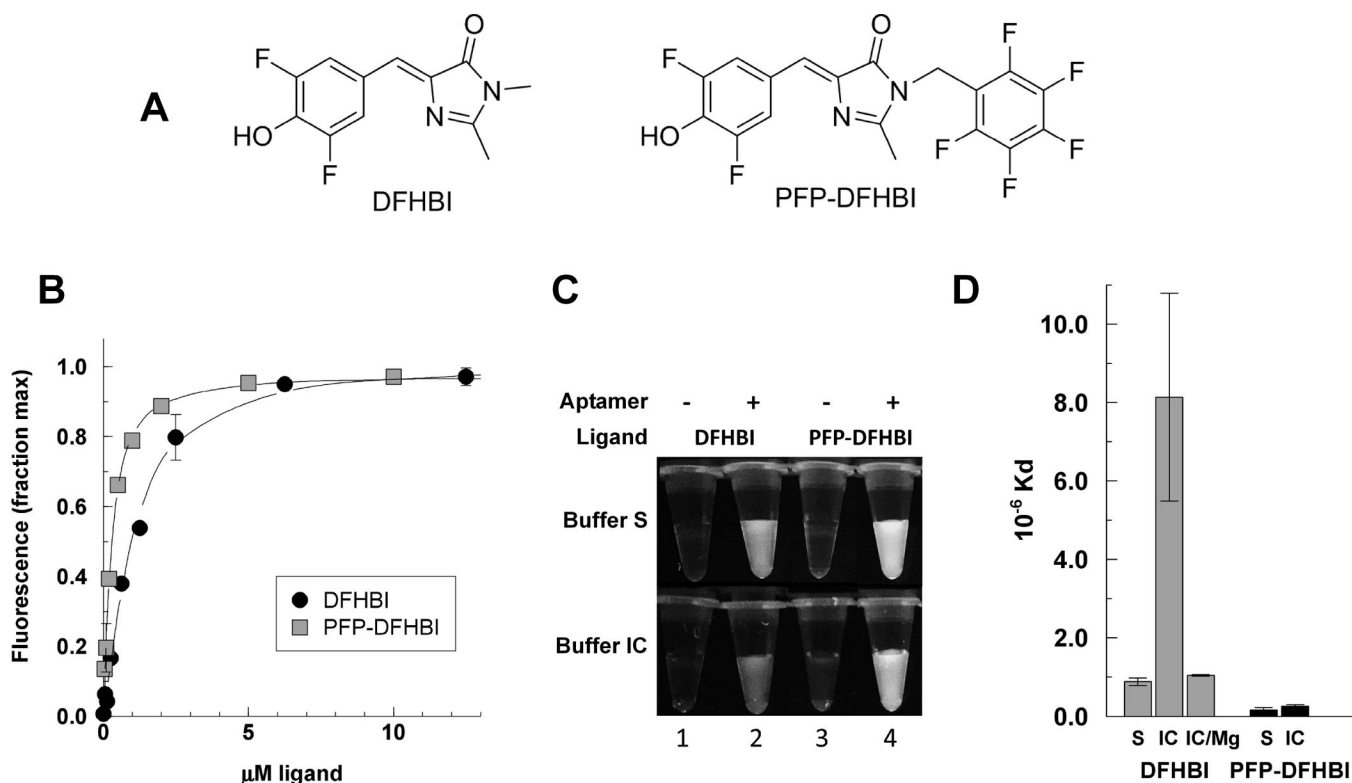 A
F
HO
F
O
N
N
DFHBI
F
HO
F
O
N
N
F
F
F
F
F
PFP-DFHBI
B
Fluorescence (fraction max)
1.0
0.8
0.6
0.4
0.2
0.0
0
5
10
μM ligand
DFHBI
PFP-DFHBI
C
Aptamer - + - +
Ligand DFHBI PFP-DFHBI
Buffer S
Buffer IC
1 2 3 4
D
10⁻⁶ Kd
10.0
8.0
6.0
4.0
2.0
0.0
S IC IC/Mg S IC
DFHBI PFP-DFHBI